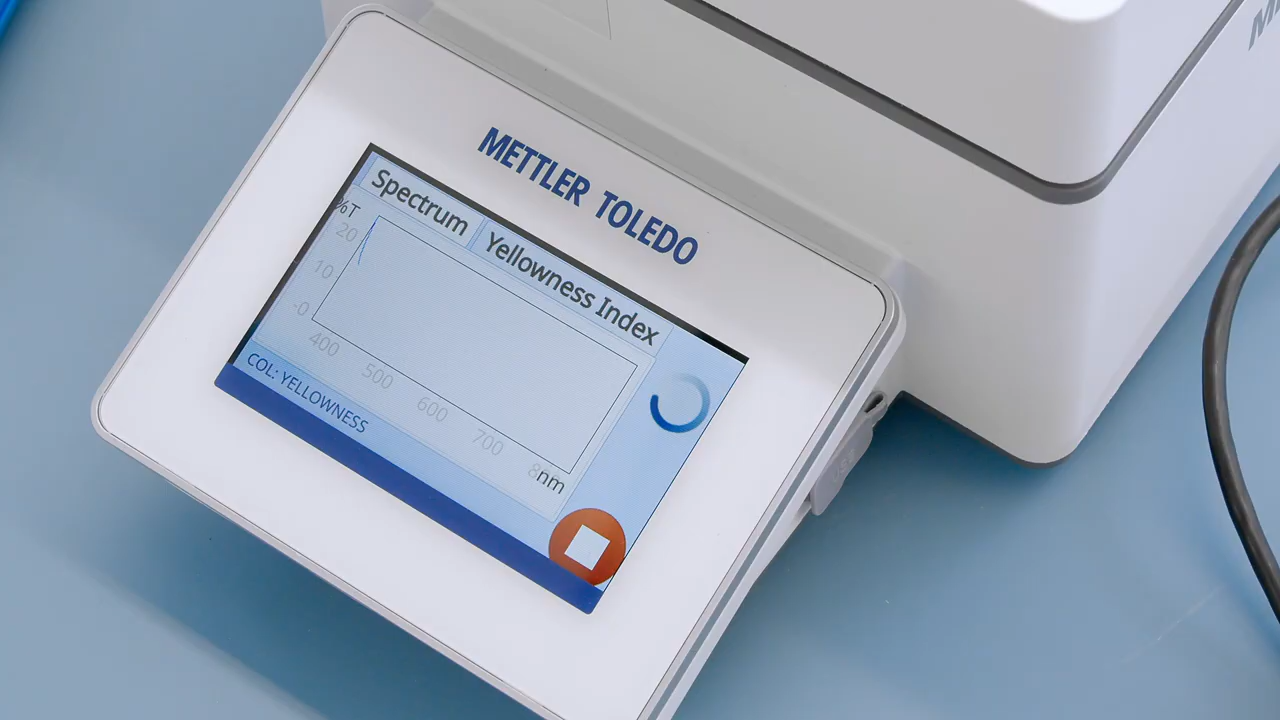 METTLER TOLEDO
Spectrum
Yellowness Index
%T
20
10
-0
400
500
600
700
nm
COL: YELLOWNESS